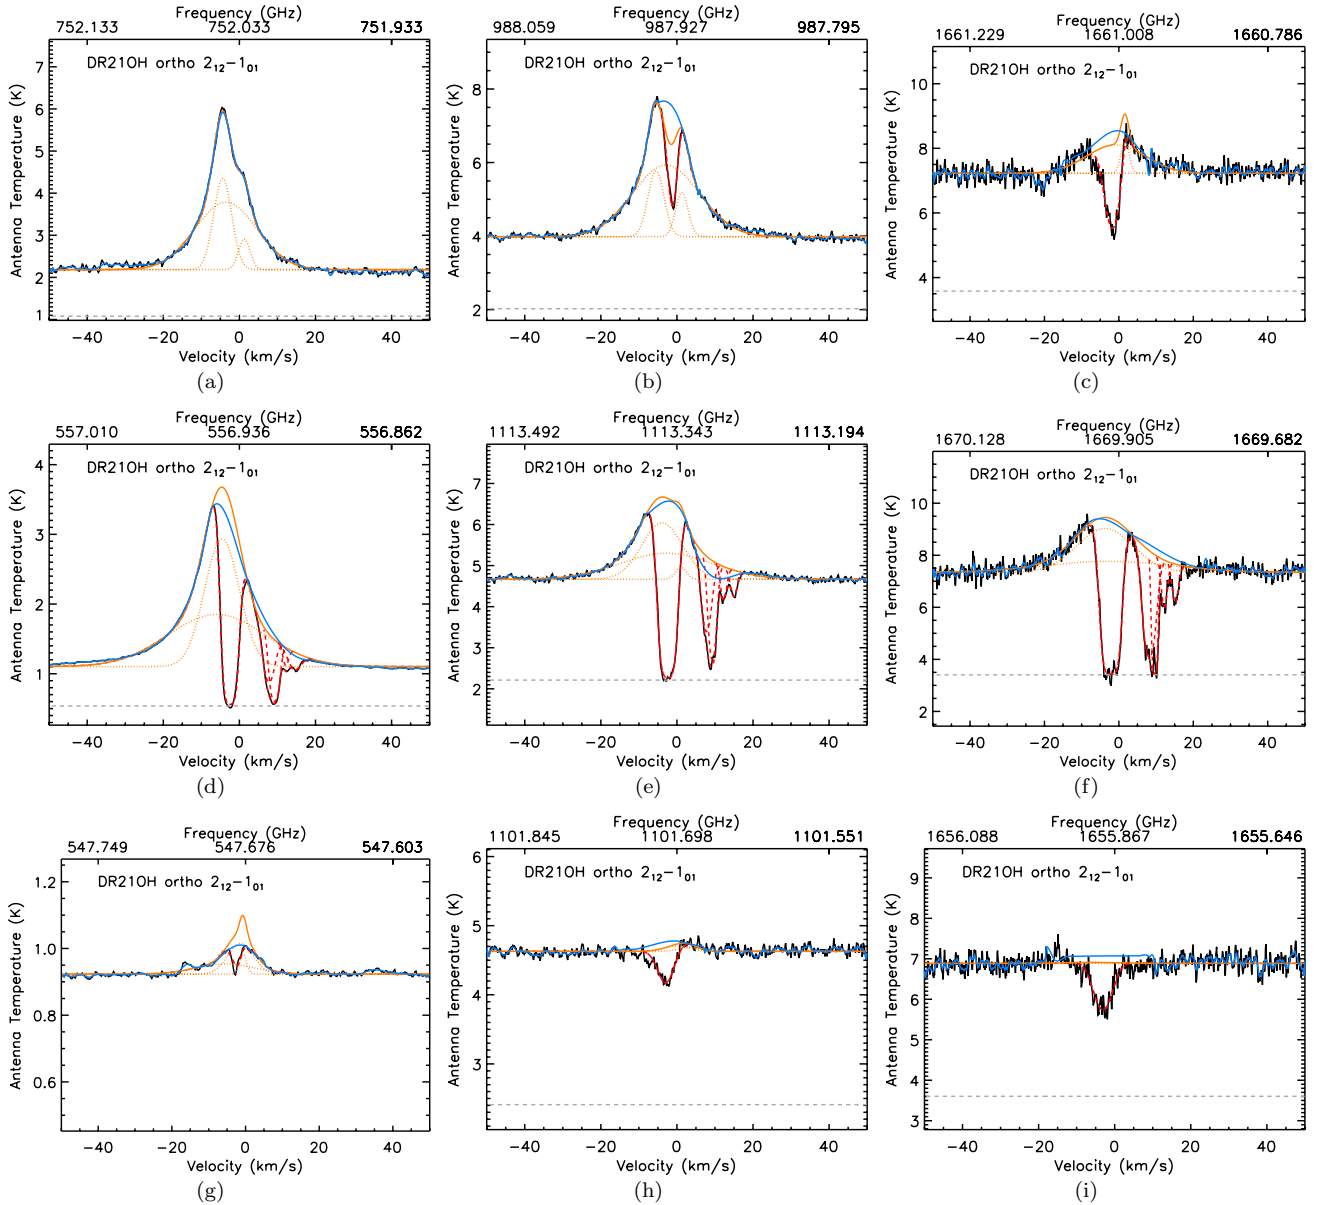 Frequency (GHz)
752.133 752.033 751.933
DR21OH ortho 2₁₂−1₀₁
Antenna Temperature (K)
7
6
5
4
3
2
1
−40 −20 0 20 40
Velocity (km/s)
(a)
Frequency (GHz)
988.059 987.927 987.795
DR21OH ortho 2₁₂−1₀₁
Antenna Temperature (K)
8
6
4
2
−40 −20 0 20 40
Velocity (km/s)
(b)
Frequency (GHz)
1661.229 1661.008 1660.786
DR21OH ortho 2₁₂−1₀₁
Antenna Temperature (K)
10
8
6
4
−40 −20 0 20 40
Velocity (km/s)
(c)
Frequency (GHz)
557.010 556.936 556.862
DR21OH ortho 2₁₂−1₀₁
Antenna Temperature (K)
4
3
2
1
−40 −20 0 20 40
Velocity (km/s)
(d)
Frequency (GHz)
1113.492 1113.343 1113.194
DR21OH ortho 2₁₂−1₀₁
Antenna Temperature (K)
7
6
5
4
3
2
−40 −20 0 20 40
Velocity (km/s)
(e)
Frequency (GHz)
1670.128 1669.905 1669.682
DR21OH ortho 2₁₂−1₀₁
Antenna Temperature (K)
10
8
6
4
2
−40 −20 0 20 40
Velocity (km/s)
(f)
Frequency (GHz)
547.749 547.676 547.603
DR21OH ortho 2₁₂−1₀₁
Antenna Temperature (K)
1.2
1.0
0.8
0.6
−40 −20 0 20 40
Velocity (km/s)
(g)
Frequency (GHz)
1101.845 1101.698 1101.551
DR21OH ortho 2₁₂−1₀₁
Antenna Temperature (K)
6
5
4
3
−40 −20 0 20 40
Velocity (km/s)
(h)
Frequency (GHz)
1656.088 1655.867 1655.646
DR21OH ortho 2₁₂−1₀₁
Antenna Temperature (K)
9
8
7
6
5
4
3
−40 −20 0 20 40
Velocity (km/s)
(i)